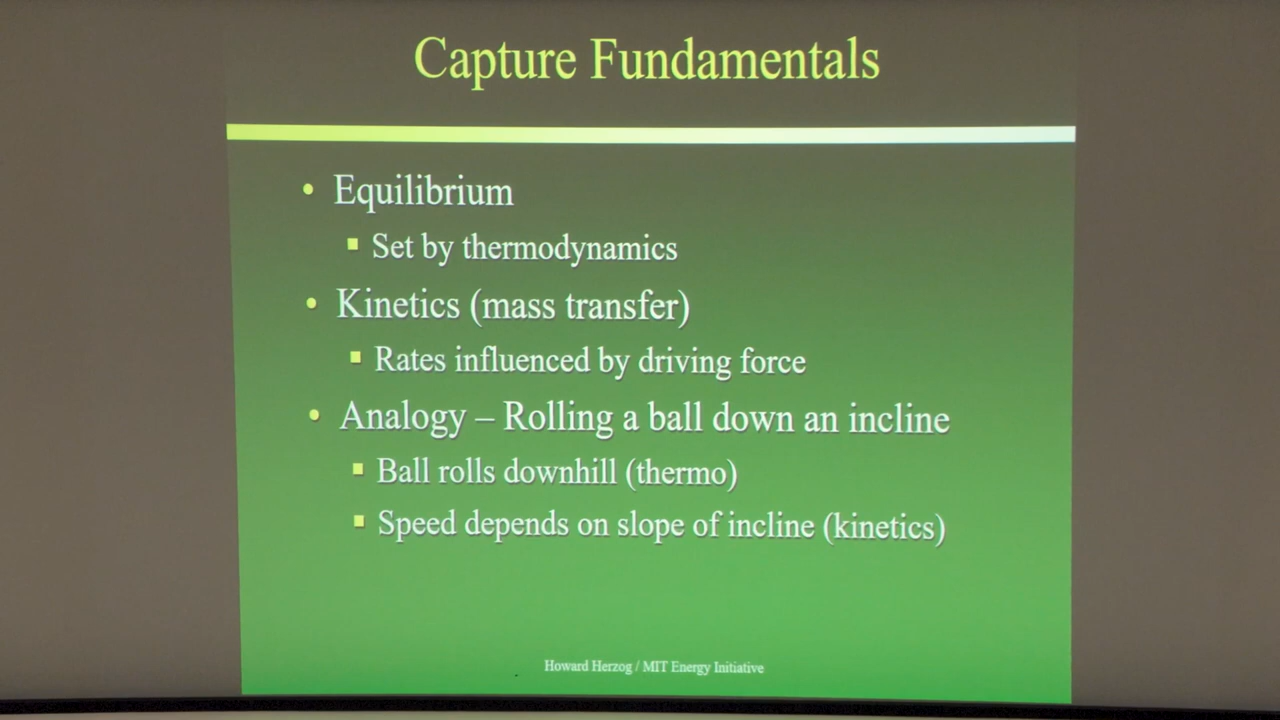 Capture Fundamentals
• Equilibrium
▪ Set by thermodynamics
• Kinetics (mass transfer)
▪ Rates influenced by driving force
• Analogy – Rolling a ball down an incline
▪ Ball rolls downhill (thermo)
▪ Speed depends on slope of incline (kinetics)
Howard Herzog / MIT Energy Initiative